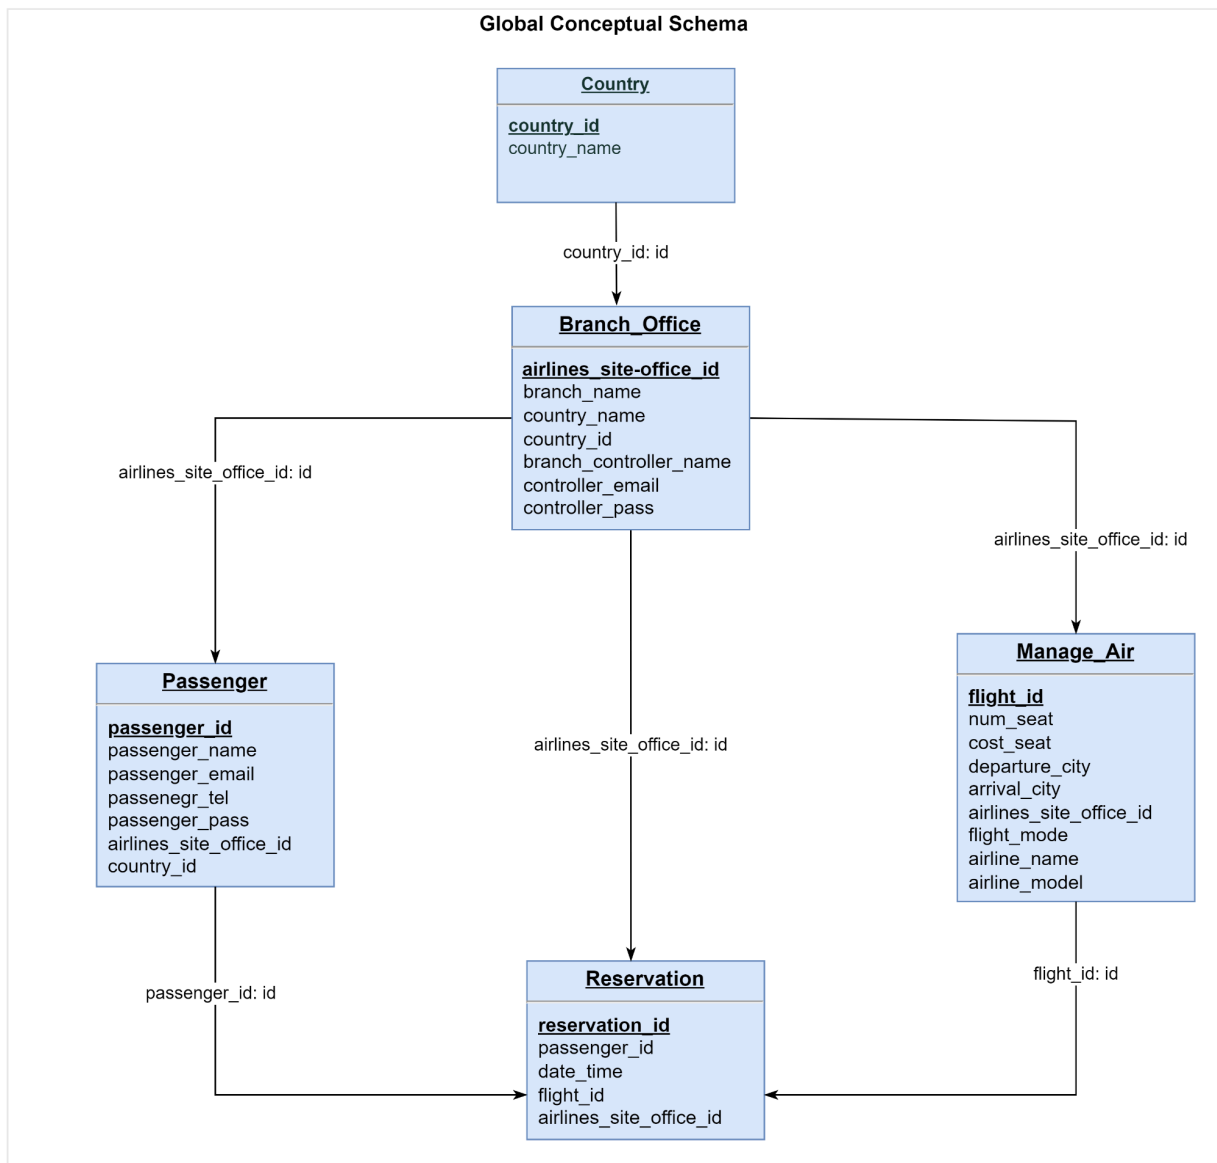 Global Conceptual Schema
Country
country_id
country_name
country_id: id
Branch_Office
airlines_site-office_id
branch_name
country_name
country_id
branch_controller_name
controller_email
controller_pass
airlines_site_office_id: id
airlines_site_office_id: id
airlines_site_office_id: id
Passenger
passenger_id
passenger_name
passenger_email
passenegr_tel
passenger_pass
airlines_site_office_id
country_id
Manage_Air
flight_id
num_seat
cost_seat
departure_city
arrival_city
airlines_site_office_id
flight_mode
airline_name
airline_model
passenger_id: id
flight_id: id
Reservation
reservation_id
passenger_id
date_time
flight_id
airlines_site_office_id